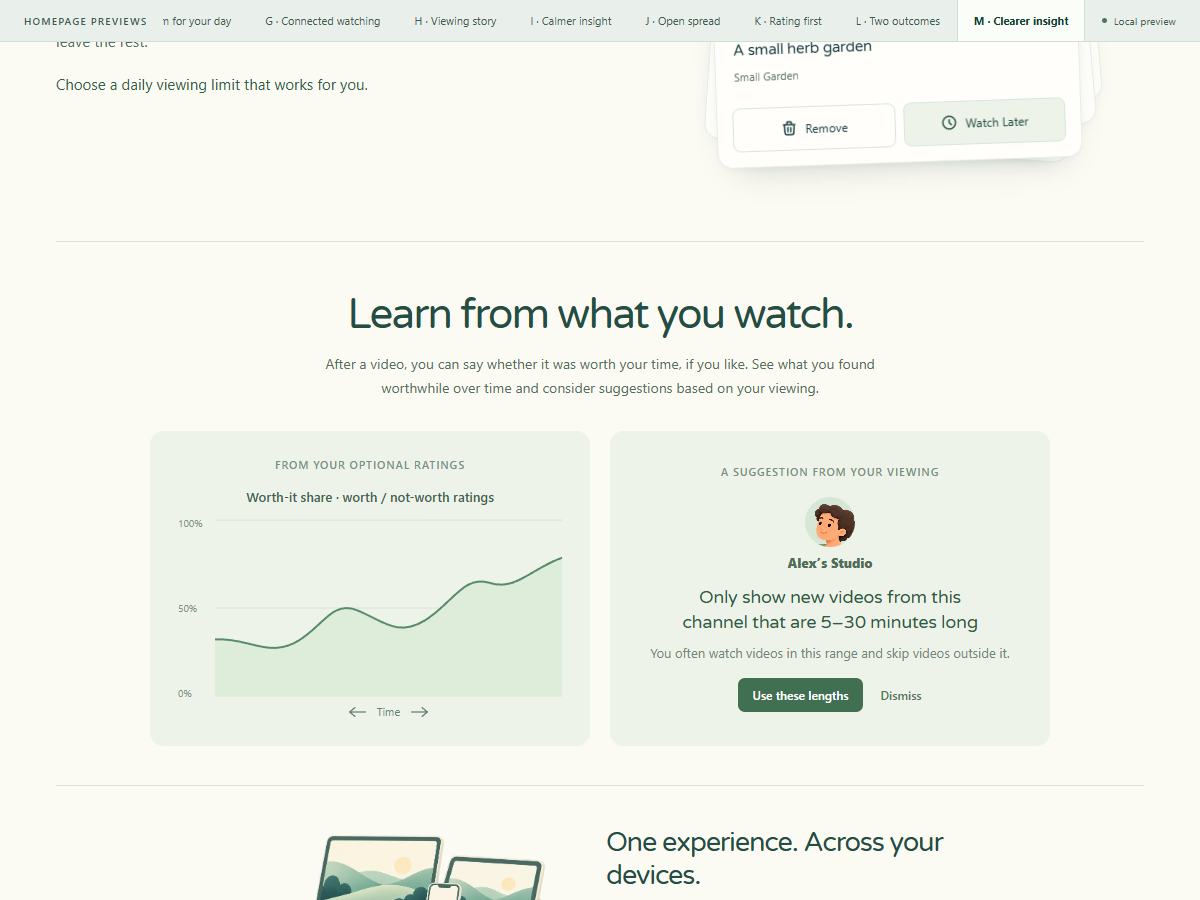 HOMEPAGE PREVIEWS
m for your day
G · Connected watching
H · Viewing story
I · Calmer insight
J · Open spread
K · Rating first
L · Two outcomes
M · Clearer insight
Local preview
leave the rest.
Choose a daily viewing limit that works for you.
A small herb garden
Small Garden
Remove
Watch Later
Learn from what you watch.
After a video, you can say whether it was worth your time, if you like. See what you found
worthwhile over time and consider suggestions based on your viewing.
FROM YOUR OPTIONAL RATINGS
Worth-it share · worth / not-worth ratings
100%
50%
0%
Time
A SUGGESTION FROM YOUR VIEWING
Alex’s Studio
Only show new videos from this
channel that are 5–30 minutes long
You often watch videos in this range and skip videos outside it.
Use these lengths
Dismiss
One experience. Across your
devices.